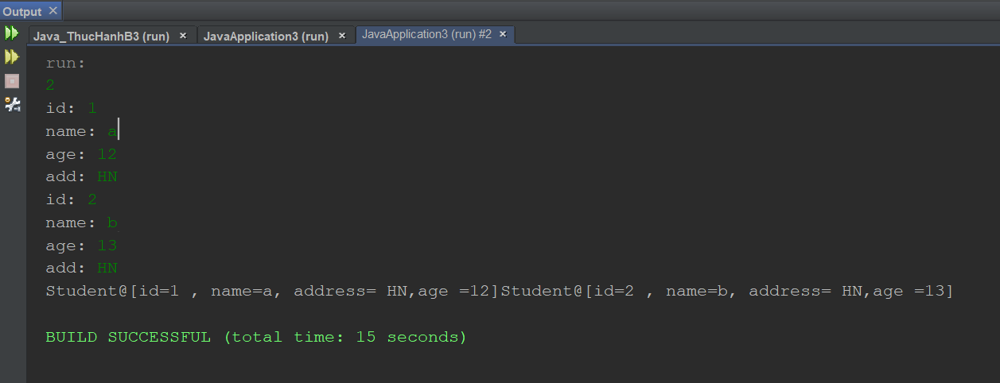 Output
Java_ThucHanhB3 (run) JavaApplication3 (run) JavaApplication3 (run) #2
run:
2
id: 1
name: a
age: 12
add: HN
id: 2
name: b
age: 13
add: HN
Student@[id=1 , name=a, address= HN,age =12]Student@[id=2 , name=b, address= HN,age =13]
BUILD SUCCESSFUL (total time: 15 seconds)